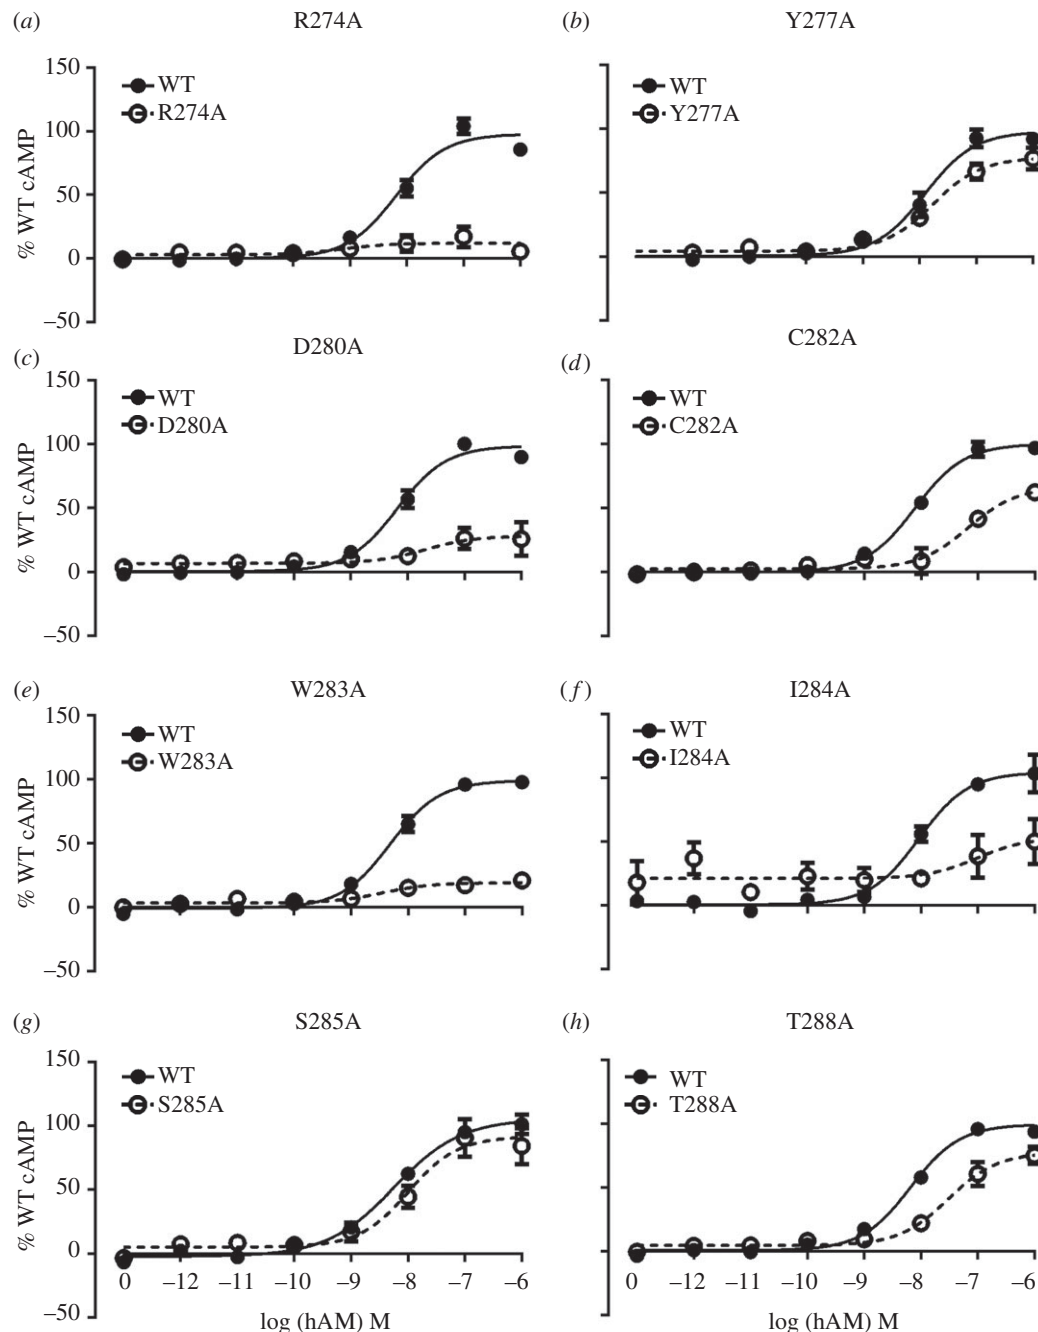 (a) R274A
(b) Y277A
150
100
50
0
–50
% WT cAMP
WT
R274A
WT
Y277A
(c) D280A
(d) C282A
150
100
50
0
–50
% WT cAMP
WT
D280A
WT
C282A
(e) W283A
(f) I284A
150
100
50
0
–50
% WT cAMP
WT
W283A
WT
I284A
(g) S285A
(h) T288A
150
100
50
0
–50
% WT cAMP
WT
S285A
WT
T288A
0 –12 –11 –10 –9 –8 –7 –6
log (hAM) M
0 –12 –11 –10 –9 –8 –7 –6
log (hAM) M